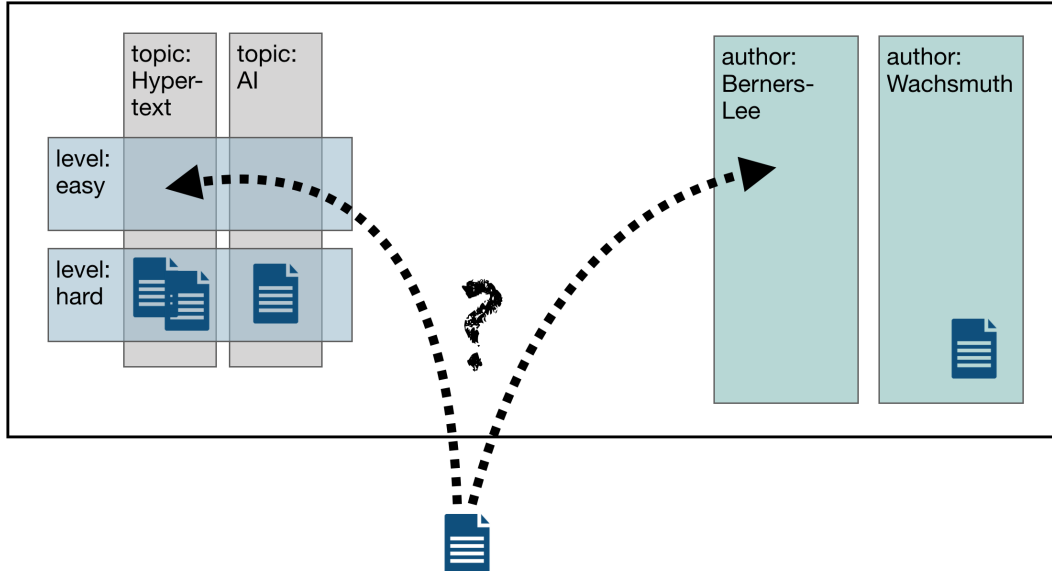 topic:
Hyper-
text
topic:
AI
author:
Berners-
Lee
author:
Wachsmuth
level:
easy
level:
hard
?